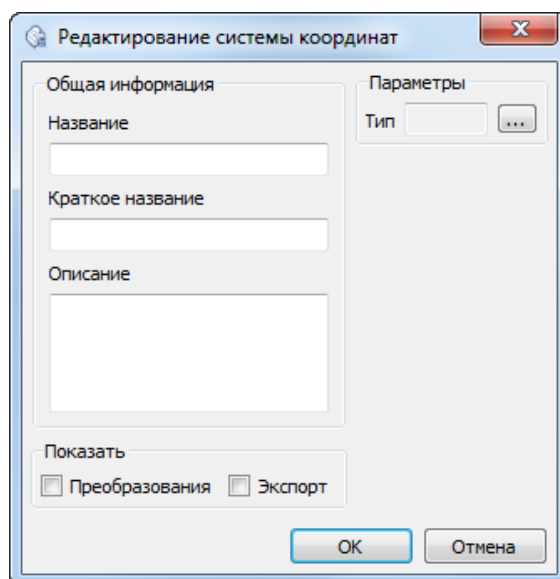 Редактирование системы координат
Общая информация
Название
Краткое название
Описание
Параметры
Тип ...
Показать
Преобразования Экспорт
OK Отмена